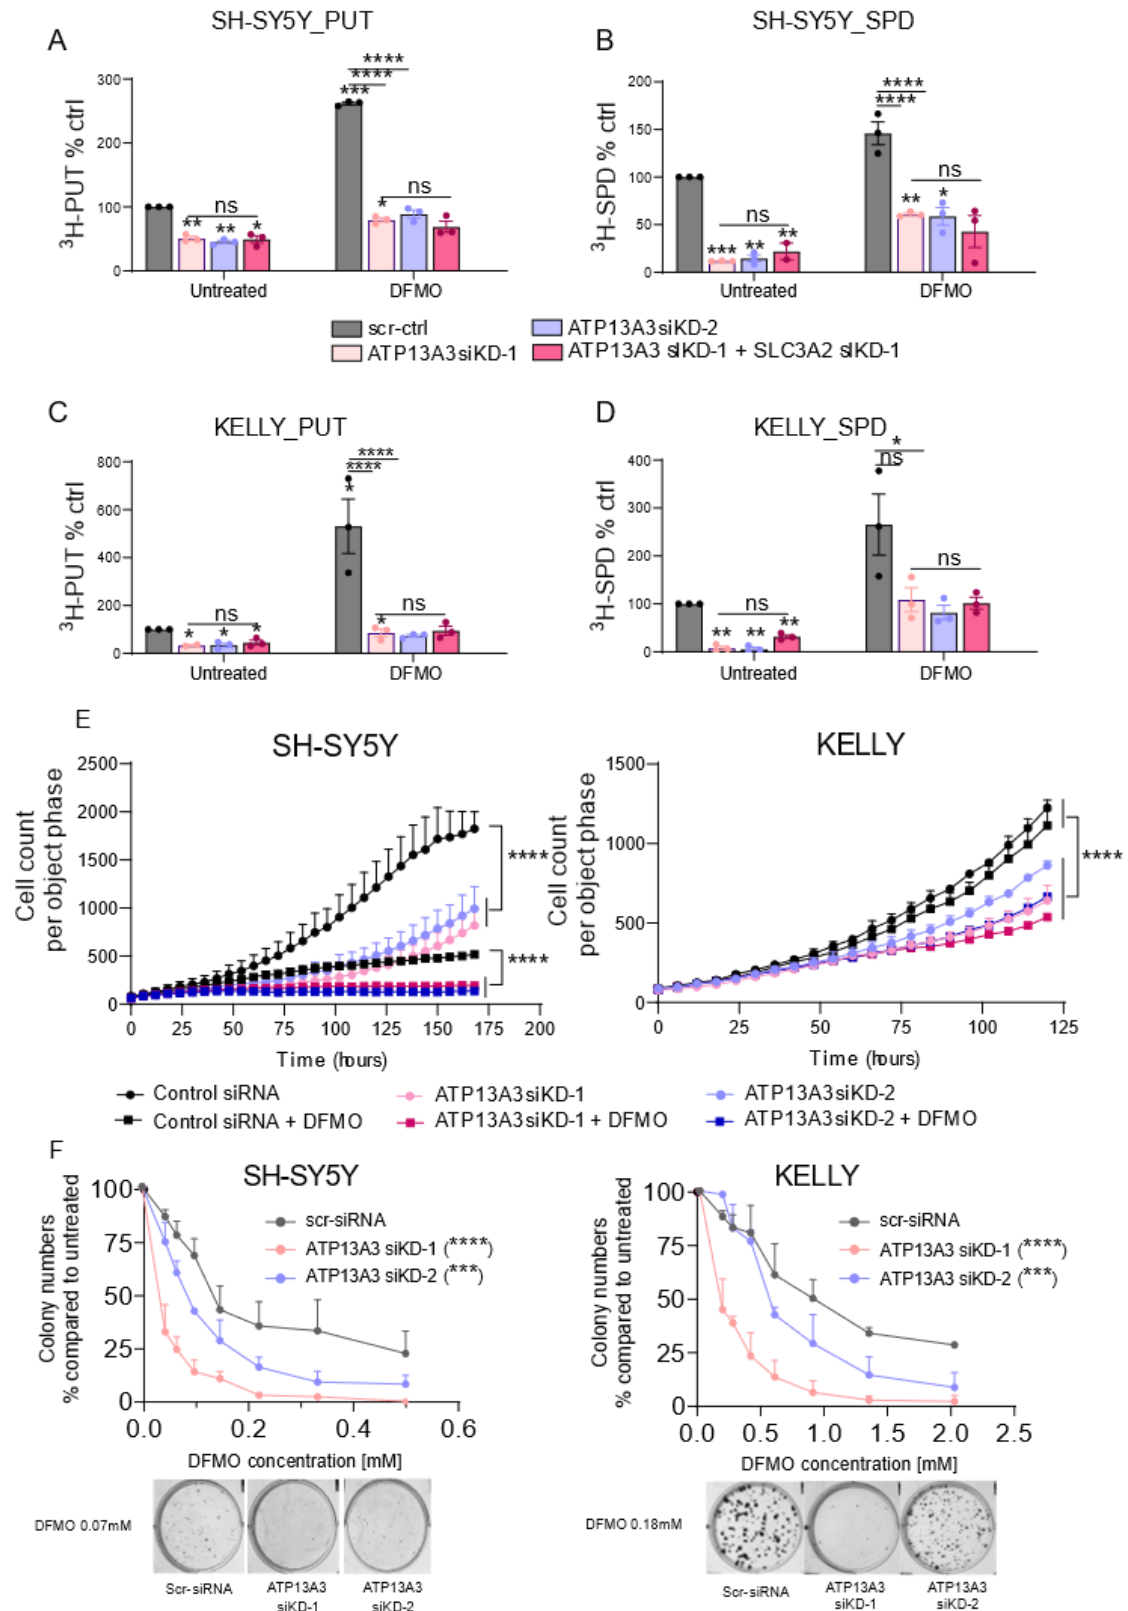 SH-SY5Y_PUT
SH-SY5Y_SPD
A
B
³H-PUT % ctrl
300
200
100
0
****
****
***
ns
** ** *
ns
*
Untreated
DFMO
³H-SPD % ctrl
200
150
100
50
0
****
****
ns
*** ** **
ns
** *
Untreated
DFMO
scr-ctrl
ATP13A3siKD-2
ATP13A3siKD-1
ATP13A3 siKD-1 + SLC3A2 siKD-1
C
D
KELLY_PUT
KELLY_SPD
³H-PUT % ctrl
800
600
400
200
0
****
****
*
ns
* * *
ns
*
Untreated
DFMO
³H-SPD % ctrl
400
300
200
100
0
*
ns
ns
** ** **
ns
Untreated
DFMO
E
SH-SY5Y
KELLY
Cell count
per object phase
2500
2000
1500
1000
500
0
****
****
0 25 50 75 100 125 150 175 200
Time (hours)
Cell count
per object phase
1500
1000
500
0
****
0 25 50 75 100 125
Time (hours)
Control siRNA
ATP13A3siKD-1
ATP13A3siKD-2
Control siRNA + DFMO
ATP13A3siKD-1 + DFMO
ATP13A3siKD-2 + DFMO
F
SH-SY5Y
KELLY
Colony numbers
% compared to untreated
100
75
50
25
0
scr-siRNA
ATP13A3 siKD-1 (****)
ATP13A3 siKD-2 (***)
0.0 0.2 0.4 0.6
DFMO concentration [mM]
Colony numbers
% compared to untreated
100
75
50
25
0
scr-siRNA
ATP13A3 siKD-1 (****)
ATP13A3 siKD-2 (***)
0.0 0.5 1.0 1.5 2.0 2.5
DFMO concentration [mM]
DFMO 0.07mM
Scr-siRNA
ATP13A3
siKD-1
ATP13A3
siKD-2
DFMO 0.18mM
Scr-siRNA
ATP13A3
siKD-1
ATP13A3
siKD-2